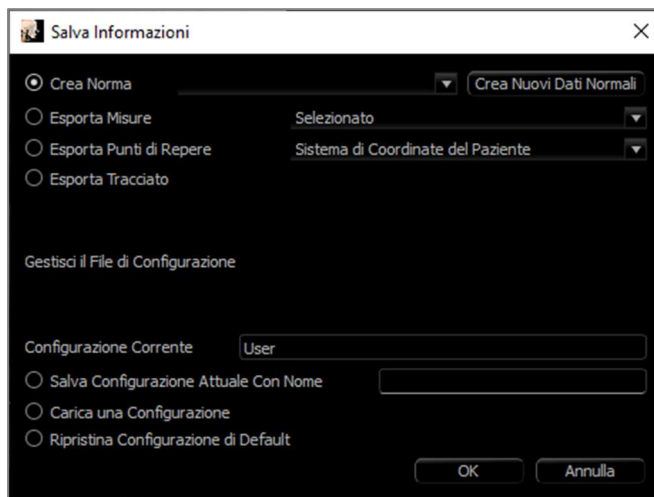 Salva Informazioni
Crea Norma Crea Nuovi Dati Normali
Esporta Misure Selezionato
Esporta Punti di Repere Sistema di Coordinate del Paziente
Esporta Tracciato
Gestisci il File di Configurazione
Configurazione Corrente User
Salva Configurazione Attuale Con Nome
Carica una Configurazione
Ripristina Configurazione di Default
OK Annulla